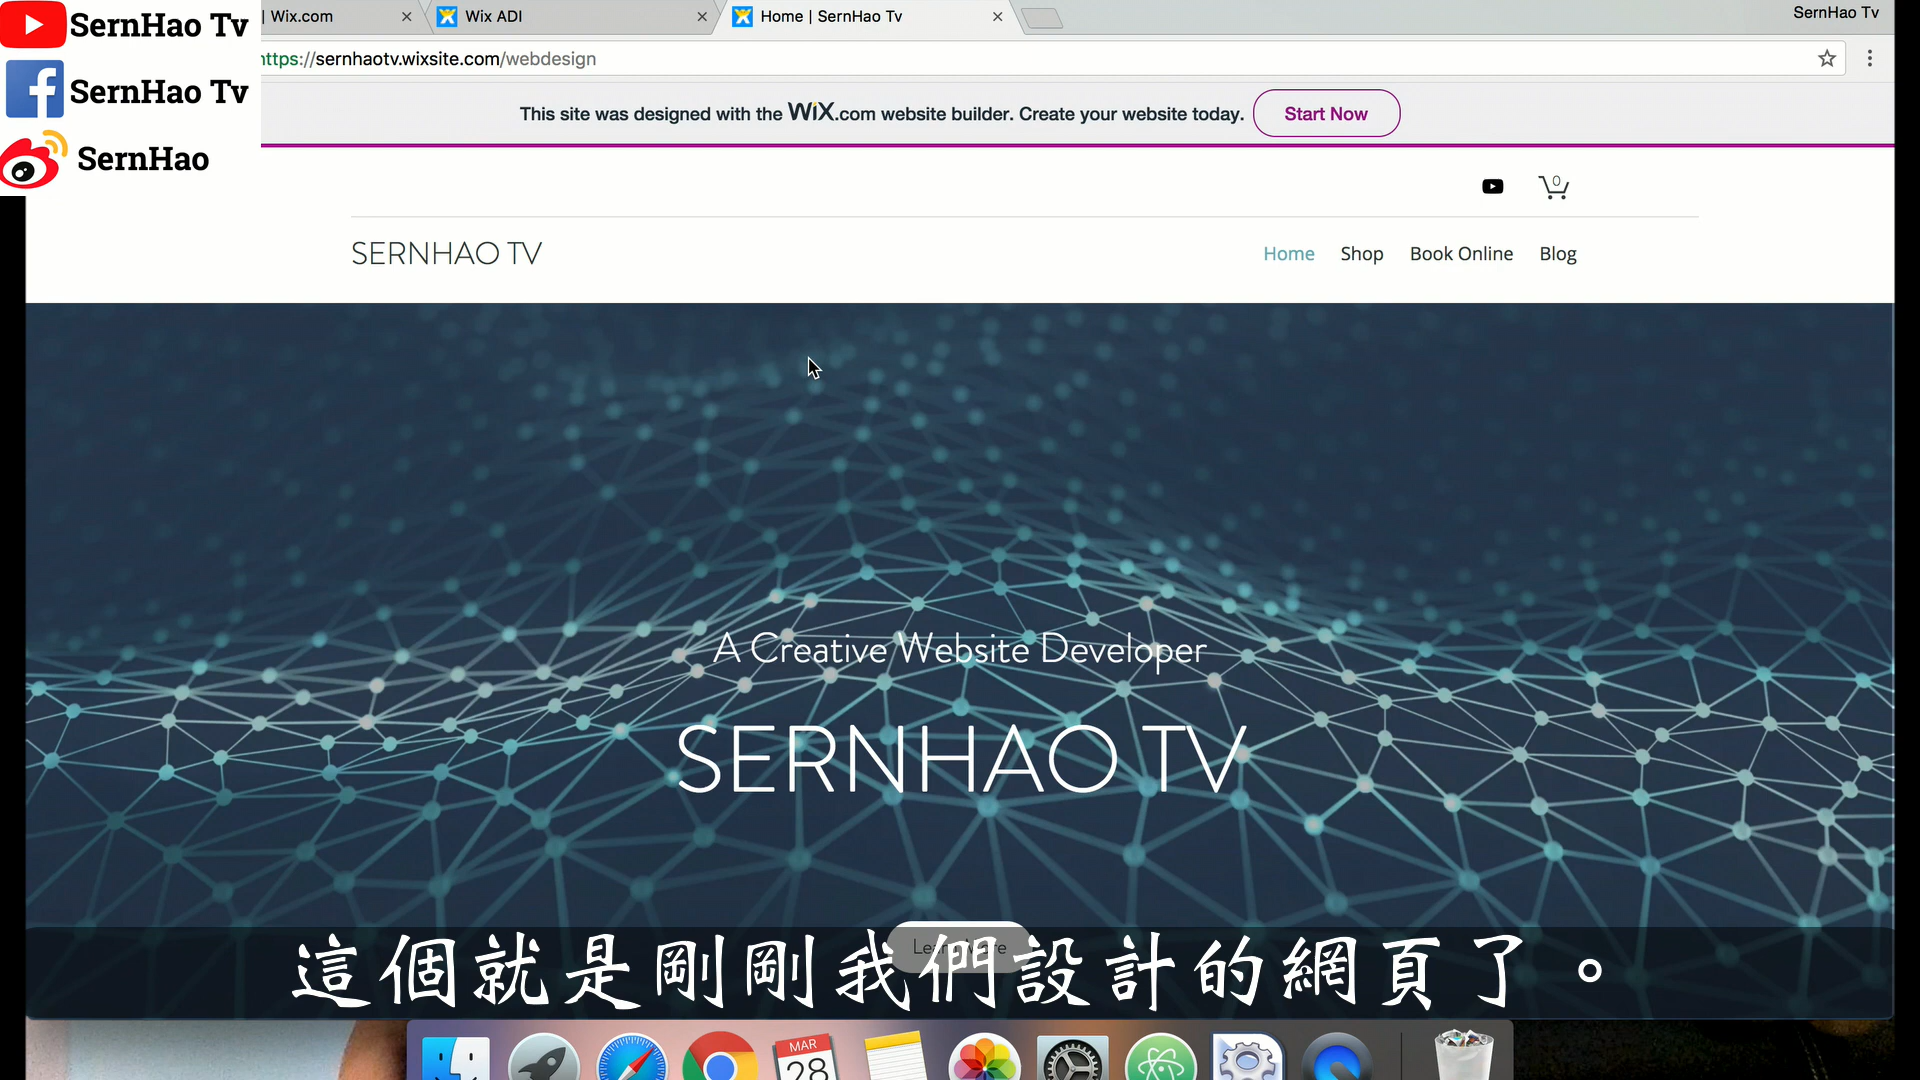 SernHao Tv
SernHao Tv
SernHao
| Wix.com
Wix ADI
Home | SernHao Tv
SernHao Tv
https://sernhaotv.wixsite.com/webdesign
This site was designed with the WiX.com website builder. Create your website today.
Start Now
0
SERNHAO TV
Home
Shop
Book Online
Blog
A Creative Website Developer
SERNHAO TV
Learn More
這個就是剛剛我們設計的網頁了。
MAR
28